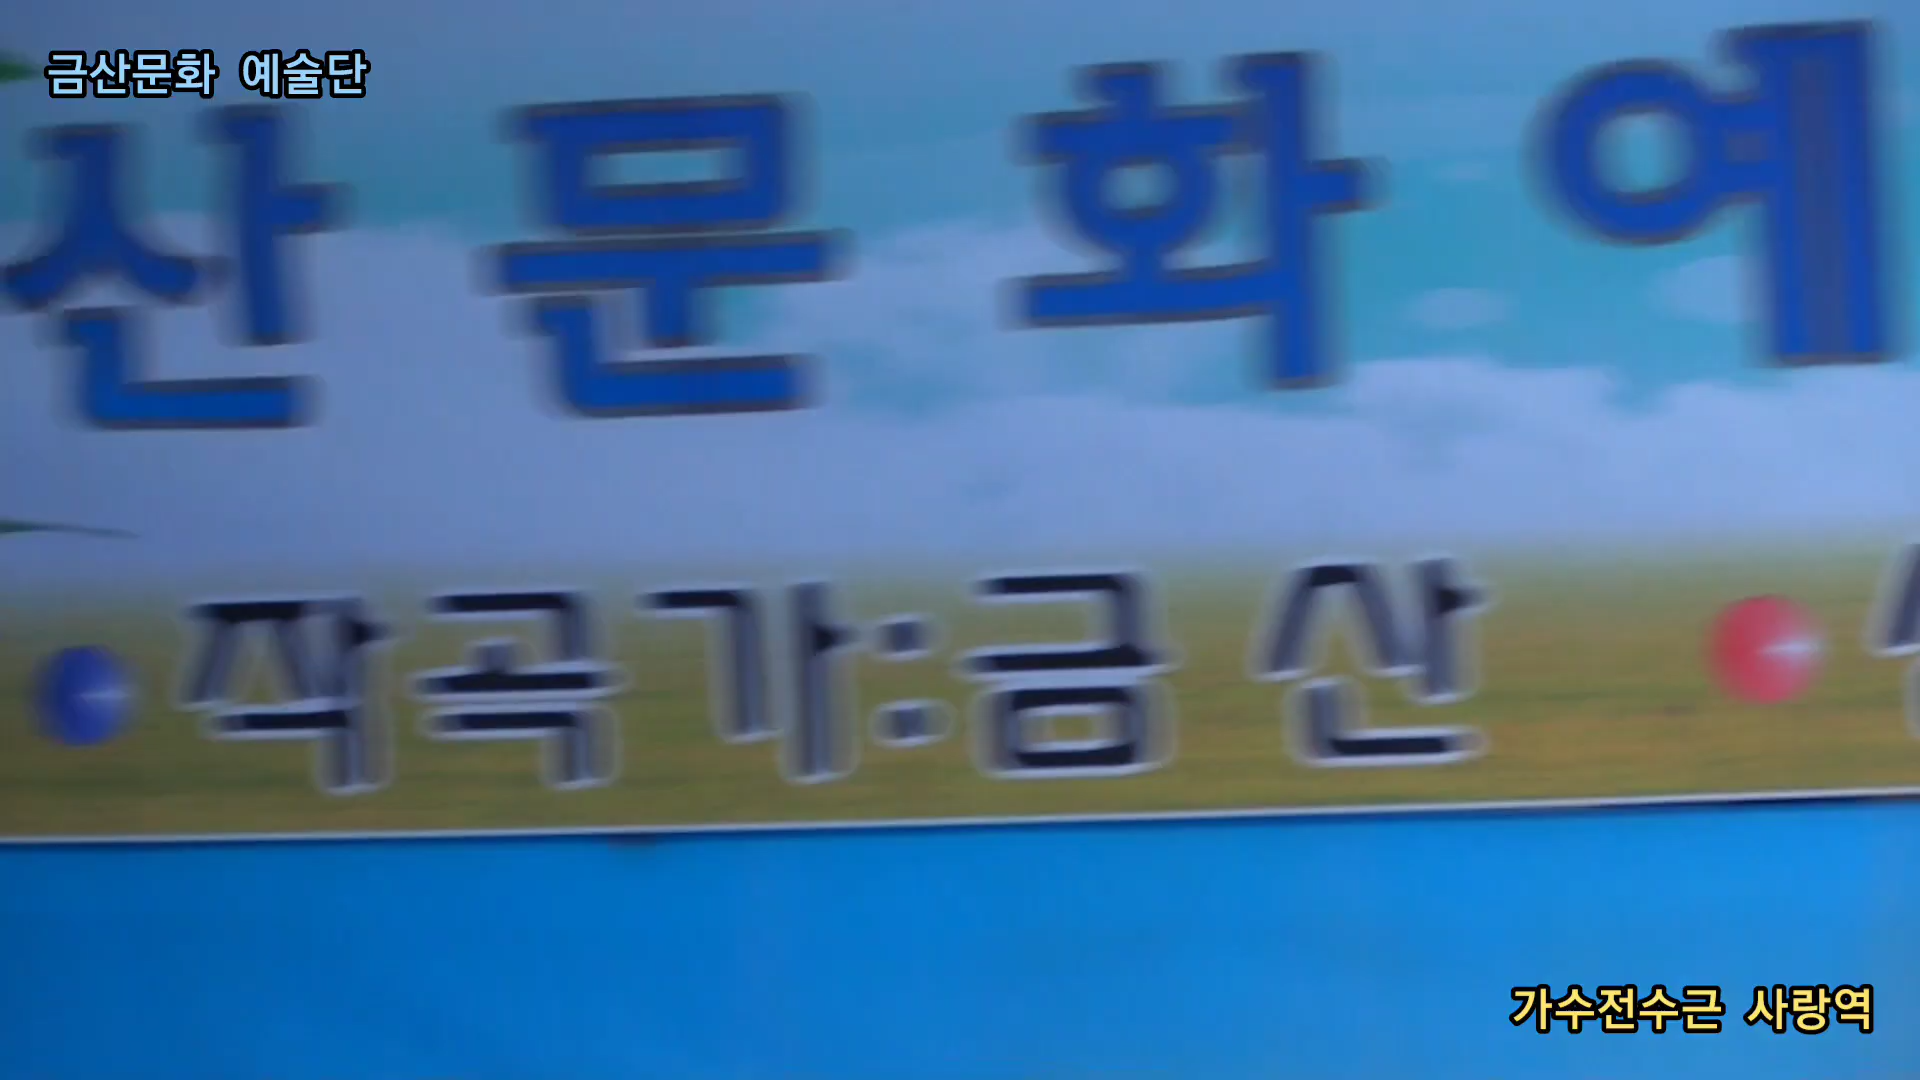 금산문화 예술단
산문화예
작곡가:금산
가수전수근 사랑역